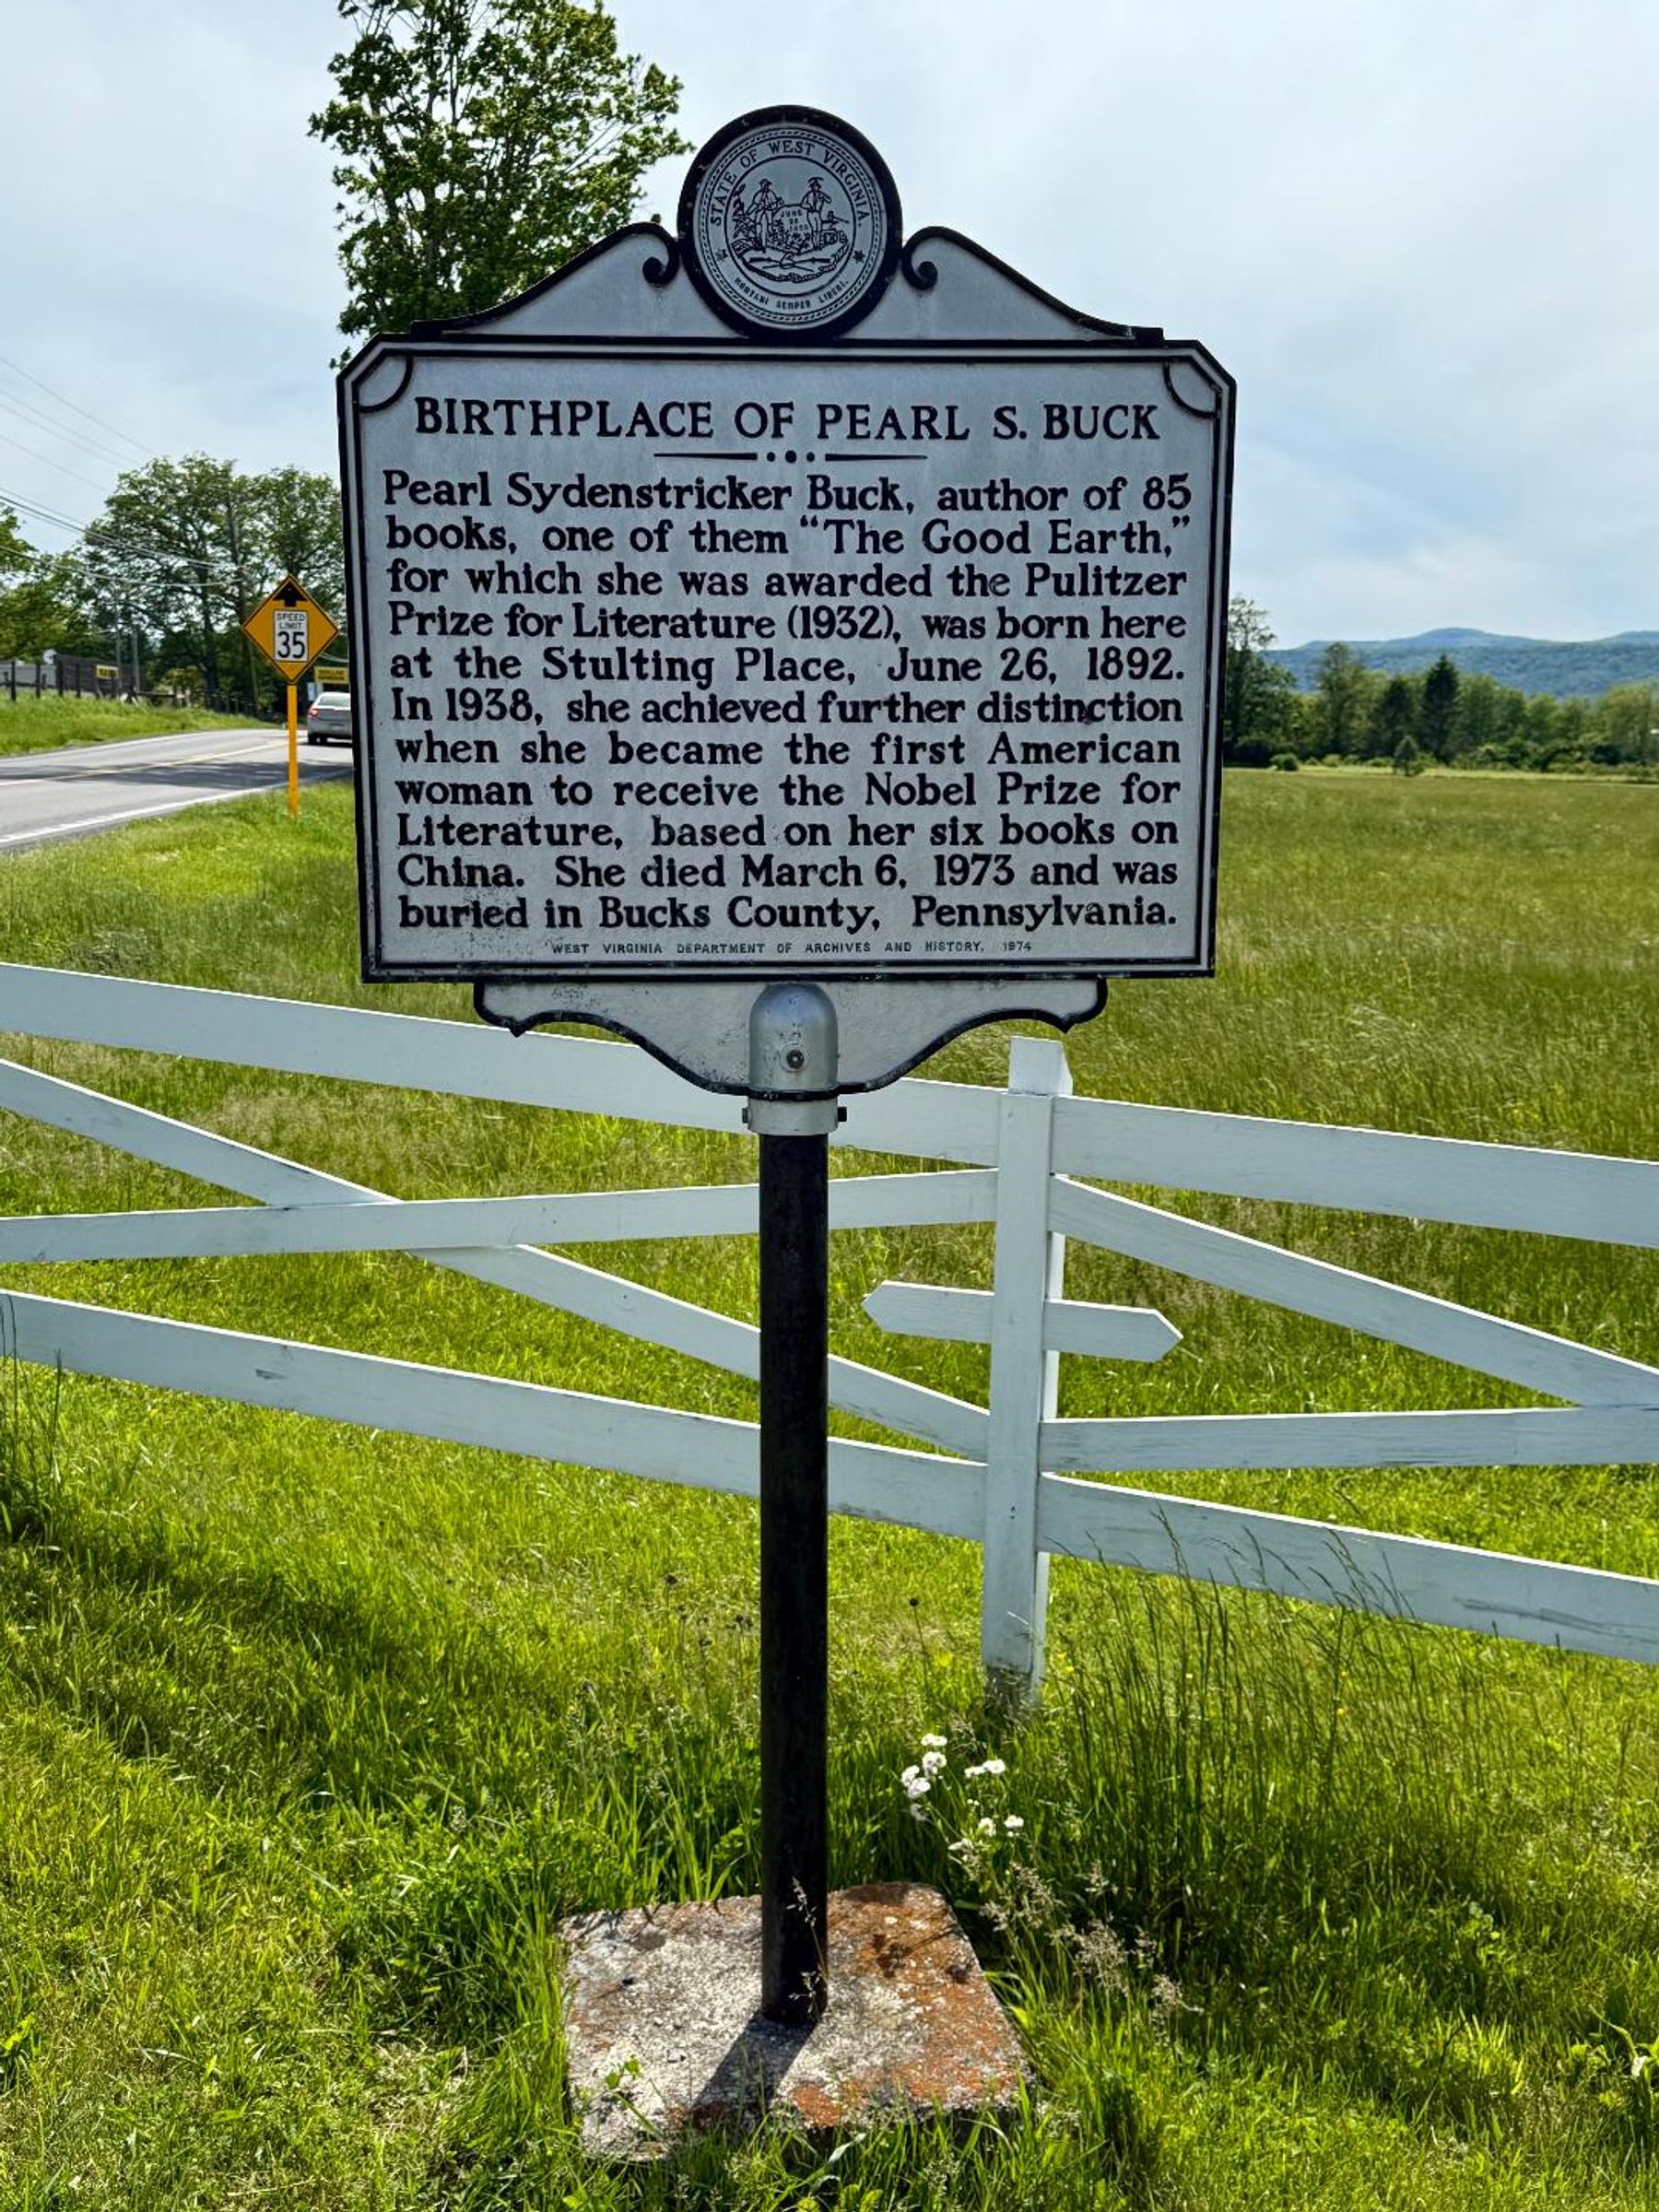 STATE OF WEST VIRGINIA
JUNE
20
1863
MONTANI SEMPER LIBERI.
BIRTHPLACE OF PEARL S. BUCK
Pearl Sydenstricker Buck, author of 85
books, one of them “The Good Earth,”
for which she was awarded the Pulitzer
Prize for Literature (1932), was born here
at the Stulting Place, June 26, 1892.
In 1938, she achieved further distinction
when she became the first American
woman to receive the Nobel Prize for
Literature, based on her six books on
China. She died March 6, 1973 and was
buried in Bucks County, Pennsylvania.
WEST VIRGINIA DEPARTMENT OF ARCHIVES AND HISTORY, 1974
SPEED
LIMIT
35